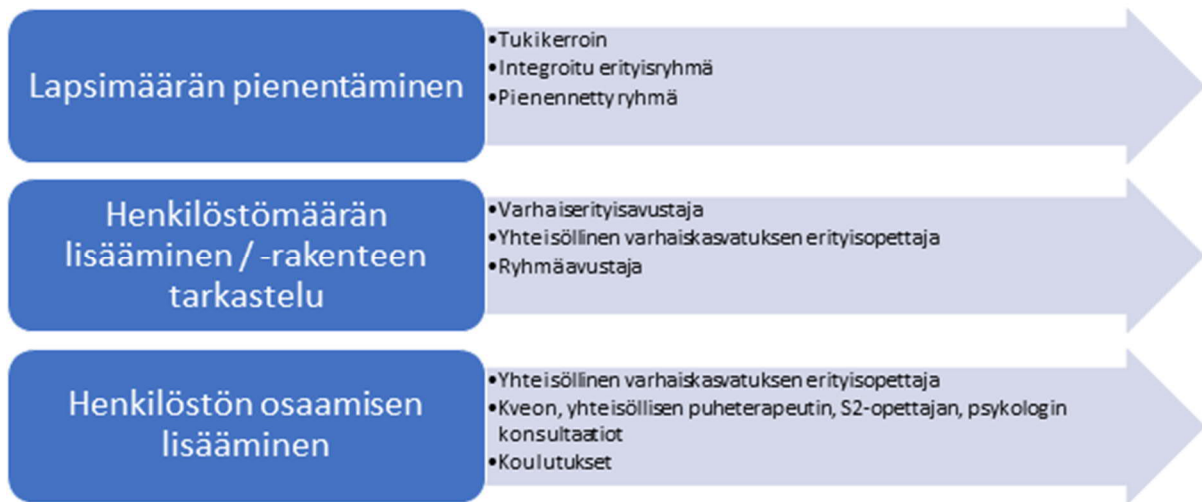 Lapsimäärän pienentäminen
•Tukikerroin
•Integroitu erityisryhmä
•Pienennetty ryhmä
Henkilöstömäärän
lisääminen / -rakenteen
tarkastelu
•Varhaiserityisavustaja
•Yhteisöllinen varhaiskasvatuksen erityisopettaja
•Ryhmäavustaja
Henkilöstön osaamisen
lisääminen
•Yhteisöllinen varhaiskasvatuksen erityisopettaja
•Kveon, yhteisöllisen puheterapeutin, S2-opettajan, psykologin
konsultaatiot
•Koulutukset